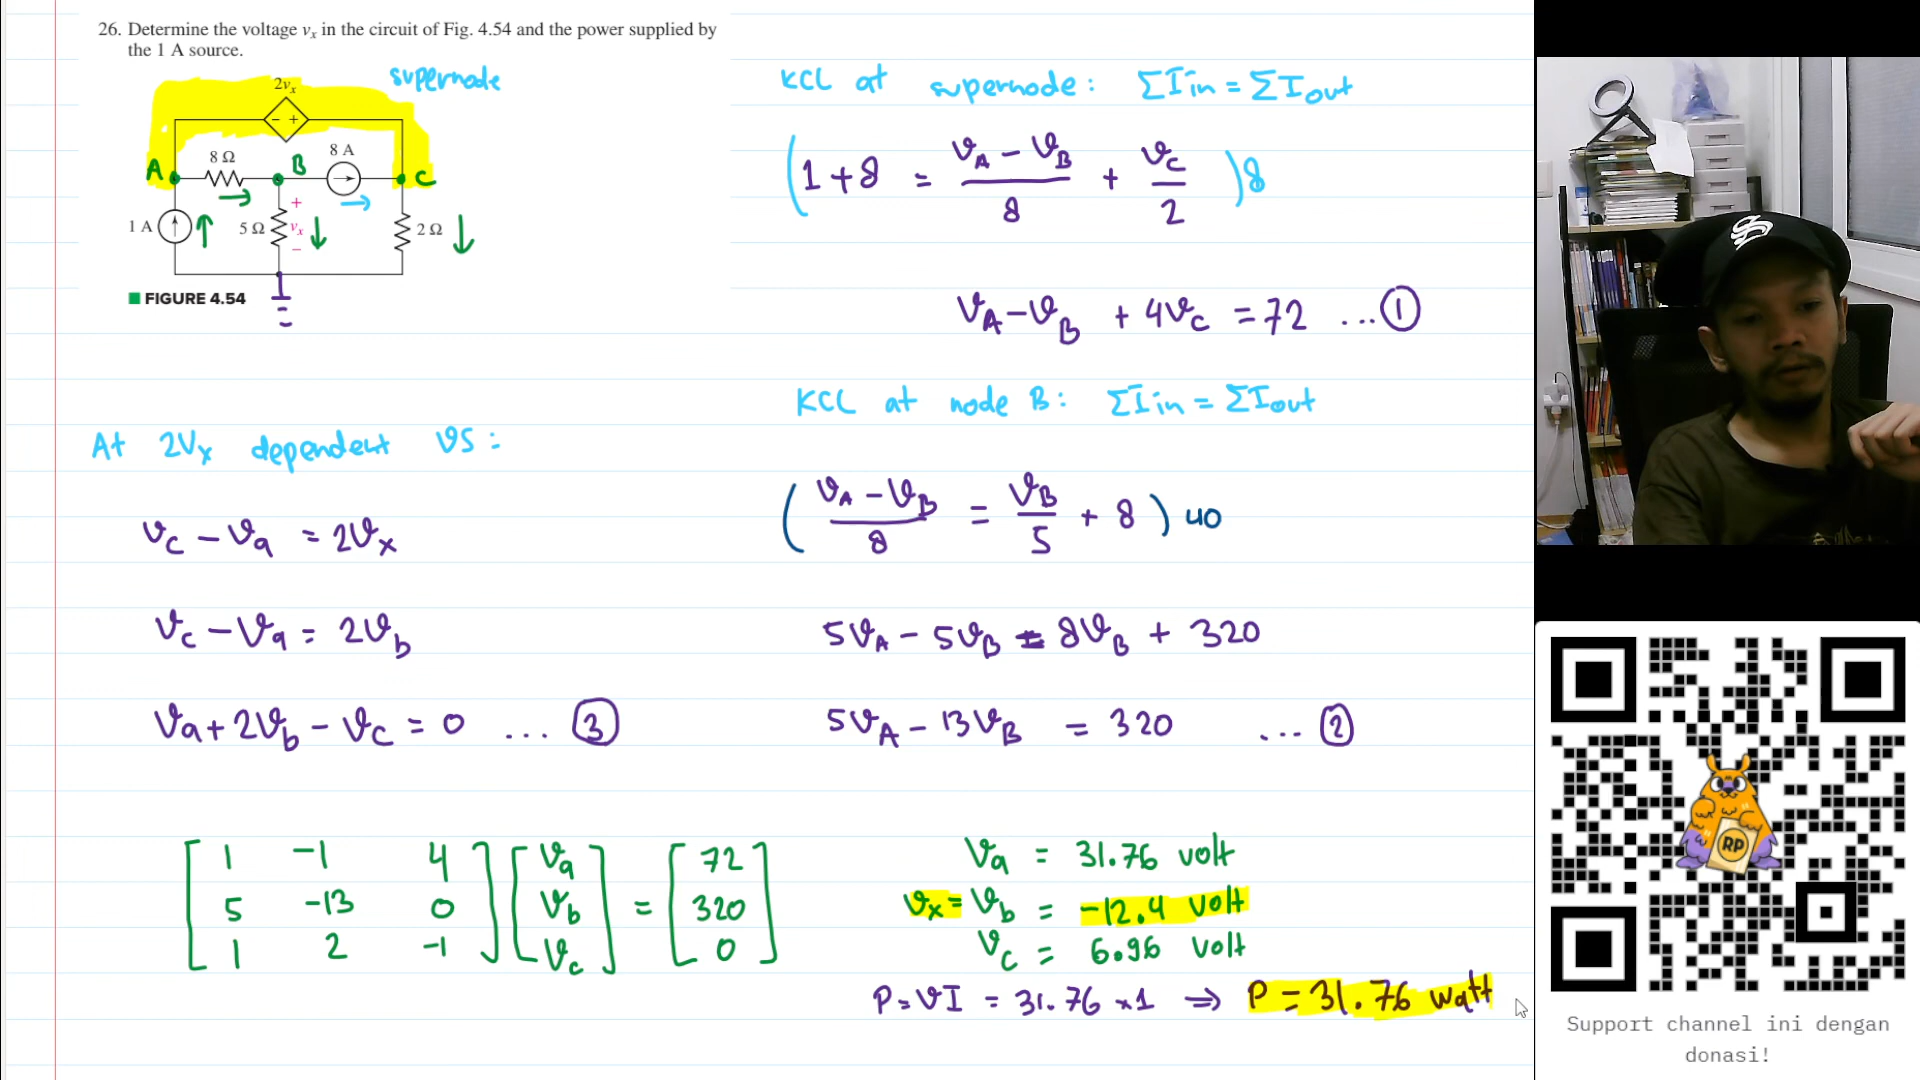 26. Determine the voltage vₓ in the circuit of Fig. 4.54 and the power supplied by
the 1 A source.
supernode
2vₓ
− +
A
8 Ω
B
8 A
C
1 A
5 Ω
+
vₓ
−
2 Ω
FIGURE 4.54
At 2Vₓ dependent VS:
Vc − Va = 2Vₓ
Vc − Va = 2Vb
Va + 2Vb − Vc = 0 ... ③
KCL at supernode: ΣIin = ΣIout
(1+8 = (VA − VB)/8 + VC/2)8
VA − VB + 4VC = 72 ... ①
KCL at node B: ΣIin = ΣIout
((VA − VB)/8 = VB/5 + 8) 40
5VA − 5VB = 8VB + 320
5VA − 13VB = 320 ... ②
[1 −1 4] [Va] = [72]
[5 −13 0] [Vb] = [320]
[1 2 −1] [Vc] = [0]
Va = 31.76 volt
Vₓ = Vb = −12.4 volt
Vc = 6.96 volt
P = VI = 31.76 × 1 ⇒ P = 31.76 watt
RP
Support channel ini dengan
donasi!